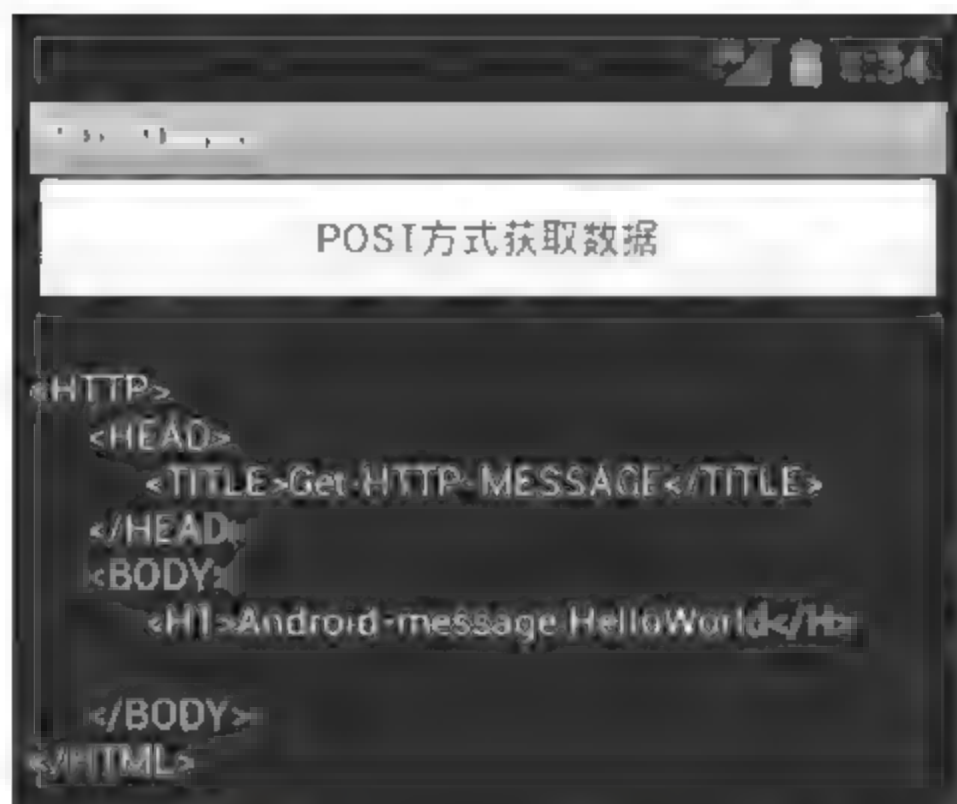 POST方式获取数据
<HTTP>
<HEAD>
<TITLE>Get-HTTP-MESSAGE</TITLE>
</HEAD>
<BODY>
<H1>Android-message HelloWorld</H>
</BODY>
</HTML>